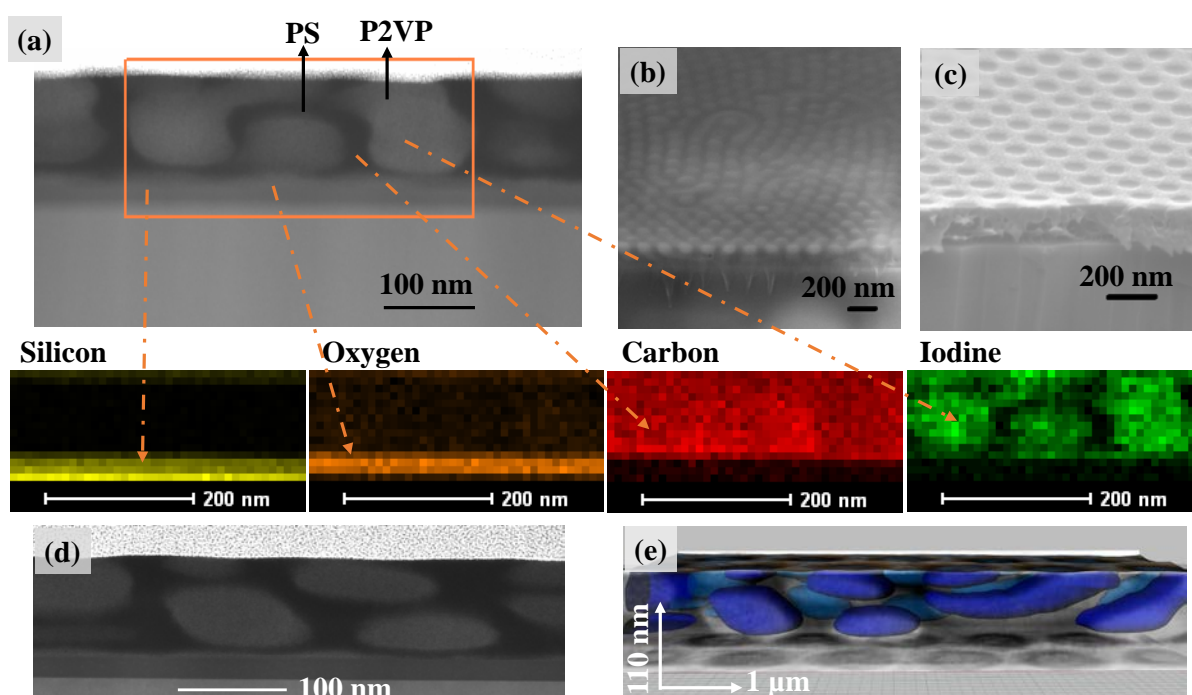 (a)
PS
P2VP
100 nm
(b)
200 nm
(c)
200 nm
Silicon
Oxygen
Carbon
Iodine
200 nm
200 nm
200 nm
200 nm
(d)
100 nm
(e)
110 nm
1 μm